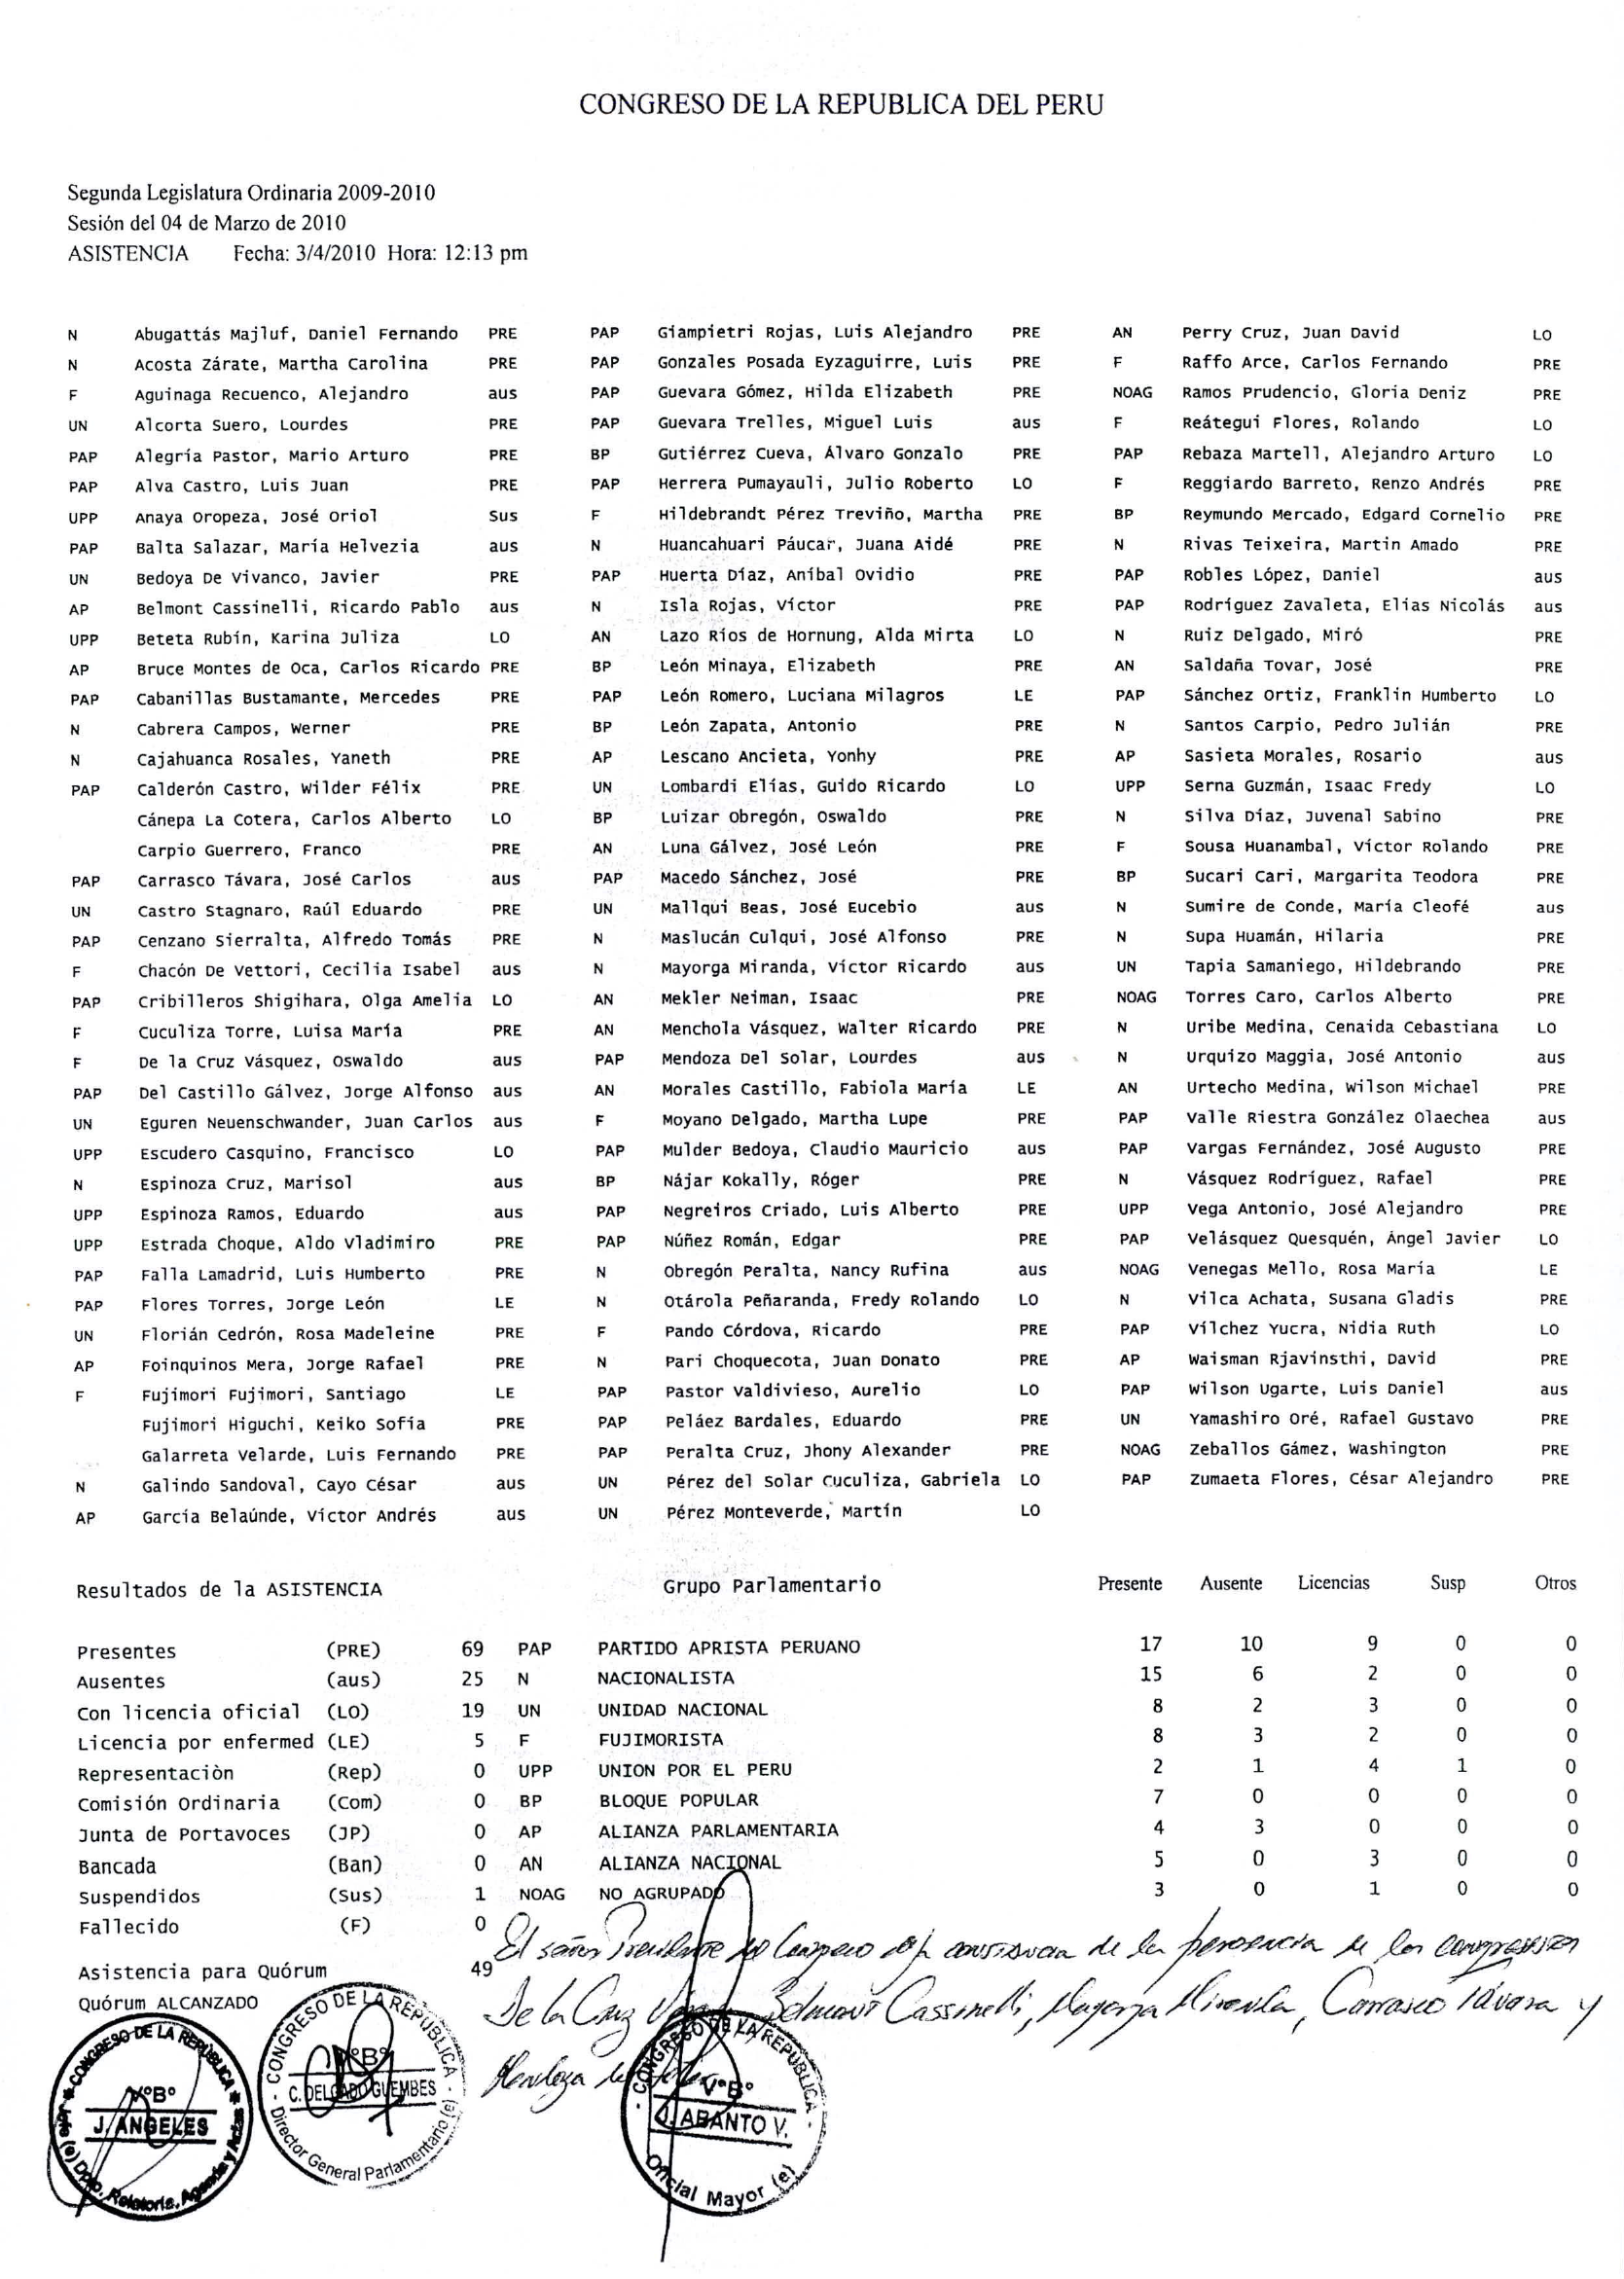 CONGRESO DE LA REPUBLICA DEL PERU
Segunda Legislatura Ordinaria 2009-2010
Sesión del 04 de Marzo de 2010
ASISTENCIA Fecha: 3/4/2010 Hora: 12:13 pm
N Abugattás Majluf, Daniel Fernando PRE
N Acosta Zárate, Martha Carolina PRE
F Aguinaga Recuenco, Alejandro aus
UN Alcorta Suero, Lourdes PRE
PAP Alegría Pastor, Mario Arturo PRE
PAP Alva Castro, Luis Juan PRE
UPP Anaya Oropeza, José Oriol Sus
PAP Balta Salazar, María Helvezia aus
UN Bedoya De Vivanco, Javier PRE
AP Belmont Cassinelli, Ricardo Pablo aus
UPP Beteta Rubín, Karina Juliza LO
AP Bruce Montes de Oca, Carlos Ricardo PRE
PAP Cabanillas Bustamante, Mercedes PRE
N Cabrera Campos, Werner PRE
N Cajahuanca Rosales, Yaneth PRE
PAP Calderón Castro, Wilder Félix PRE
Cánepa La Cotera, Carlos Alberto LO
Carpio Guerrero, Franco PRE
PAP Carrasco Távara, José Carlos aus
UN Castro Stagnaro, Raúl Eduardo PRE
PAP Cenzano Sierralta, Alfredo Tomás PRE
F Chacón De Vettori, Cecilia Isabel aus
PAP Cribilleros Shigihara, Olga Amelia LO
F Cuculiza Torre, Luisa María PRE
F De la Cruz Vásquez, Oswaldo aus
PAP Del Castillo Gálvez, Jorge Alfonso aus
UN Eguren Neuenschwander, Juan Carlos aus
UPP Escudero Casquino, Francisco LO
N Espinoza Cruz, Marisol aus
UPP Espinoza Ramos, Eduardo aus
UPP Estrada Choque, Aldo Vladimiro PRE
PAP Falla Lamadrid, Luis Humberto PRE
PAP Flores Torres, Jorge León LE
UN Florián Cedrón, Rosa Madeleine PRE
AP Foinquinos Mera, Jorge Rafael PRE
F Fujimori Fujimori, Santiago LE
Fujimori Higuchi, Keiko Sofía PRE
Galarreta Velarde, Luis Fernando PRE
N Galindo Sandoval, Cayo César aus
AP García Belaúnde, Víctor Andrés aus
PAP Giampietri Rojas, Luis Alejandro PRE
PAP Gonzales Posada Eyzaguirre, Luis PRE
PAP Guevara Gómez, Hilda Elizabeth PRE
PAP Guevara Trelles, Miguel Luis aus
BP Gutiérrez Cueva, Álvaro Gonzalo PRE
PAP Herrera Pumayauli, Julio Roberto LO
F Hildebrandt Pérez Treviño, Martha PRE
N Huancahuari Páucar, Juana Aidé PRE
PAP Huerta Díaz, Aníbal Ovidio PRE
N Isla Rojas, Víctor PRE
AN Lazo Ríos de Hornung, Alda Mirta LO
BP León Minaya, Elizabeth PRE
PAP León Romero, Luciana Milagros LE
BP León Zapata, Antonio PRE
AP Lescano Ancieta, Yonhy PRE
UN Lombardi Elías, Guido Ricardo LO
BP Luizar Obregón, Oswaldo PRE
AN Luna Gálvez, José León PRE
PAP Macedo Sánchez, José PRE
UN Mallqui Beas, José Eucebio aus
N Maslucán Culqui, José Alfonso PRE
N Mayorga Miranda, Víctor Ricardo aus
AN Mekler Neiman, Isaac PRE
AN Menchola Vásquez, Walter Ricardo PRE
PAP Mendoza Del Solar, Lourdes aus
AN Morales Castillo, Fabiola María LE
F Moyano Delgado, Martha Lupe PRE
PAP Mulder Bedoya, Claudio Mauricio aus
BP Nájar Kokally, Róger PRE
PAP Negreiros Criado, Luis Alberto PRE
PAP Núñez Román, Edgar PRE
N Obregón Peralta, Nancy Rufina aus
N Otárola Peñaranda, Fredy Rolando LO
F Pando Córdova, Ricardo PRE
N Pari Choquecota, Juan Donato PRE
PAP Pastor Valdivieso, Aurelio LO
PAP Peláez Bardales, Eduardo PRE
PAP Peralta Cruz, Jhony Alexander PRE
UN Pérez del Solar Cuculiza, Gabriela LO
UN Pérez Monteverde, Martín LO
AN Perry Cruz, Juan David LO
F Raffo Arce, Carlos Fernando PRE
NOAG Ramos Prudencio, Gloria Deniz PRE
F Reátegui Flores, Rolando LO
PAP Rebaza Martell, Alejandro Arturo LO
F Reggiardo Barreto, Renzo Andrés PRE
BP Reymundo Mercado, Edgard Cornelio PRE
N Rivas Teixeira, Martin Amado PRE
PAP Robles López, Daniel aus
PAP Rodríguez Zavaleta, Elías Nicolás aus
N Ruiz Delgado, Miró PRE
AN Saldaña Tovar, José PRE
PAP Sánchez Ortiz, Franklin Humberto LO
N Santos Carpio, Pedro Julián PRE
AP Sasieta Morales, Rosario aus
UPP Serna Guzmán, Isaac Fredy LO
N Silva Díaz, Juvenal Sabino PRE
F Sousa Huanambal, Víctor Rolando PRE
BP Sucari Cari, Margarita Teodora PRE
N Sumire de Conde, María Cleofé aus
N Supa Huamán, Hilaria PRE
UN Tapia Samaniego, Hildebrando PRE
NOAG Torres Caro, Carlos Alberto PRE
N Uribe Medina, Cenaida Cebastiana LO
N Urquizo Maggia, José Antonio aus
AN Urtecho Medina, Wilson Michael PRE
PAP Valle Riestra González Olaechea aus
PAP Vargas Fernández, José Augusto PRE
N Vásquez Rodríguez, Rafael PRE
UPP Vega Antonio, José Alejandro PRE
PAP Velásquez Quesquén, Ángel Javier LO
NOAG Venegas Mello, Rosa María LE
N Vilca Achata, Susana Gladis PRE
PAP Vílchez Yucra, Nidia Ruth LO
AP Waisman Rjavinsthi, David PRE
PAP Wilson Ugarte, Luis Daniel aus
UN Yamashiro Oré, Rafael Gustavo PRE
NOAG Zeballos Gámez, Washington PRE
PAP Zumaeta Flores, César Alejandro PRE
Resultados de la ASISTENCIA
Presentes (PRE) 69
Ausentes (aus) 25
Con licencia oficial (LO) 19
Licencia por enfermed (LE) 5
Representaciòn (Rep) 0
Comisión Ordinaria (Com) 0
Junta de Portavoces (JP) 0
Bancada (Ban) 0
Suspendidos (Sus) 1
Fallecido (F) 0
Asistencia para Quórum 49
Quórum ALCANZADO
Grupo Parlamentario Presente Ausente Licencias Susp Otros
PAP PARTIDO APRISTA PERUANO 17 10 9 0 0
N NACIONALISTA 15 6 2 0 0
UN UNIDAD NACIONAL 8 2 3 0 0
F FUJIMORISTA 8 3 2 0 0
UPP UNION POR EL PERU 2 1 4 1 0
BP BLOQUE POPULAR 7 0 0 0 0
AP ALIANZA PARLAMENTARIA 4 3 0 0 0
AN ALIANZA NACIONAL 5 0 3 0 0
NOAG NO AGRUPADO 3 0 1 0 0
El señor Presidente del Congreso deja constancia de la presencia de los congresistas
De la Cruz Belmont Cassinelli, Mayorga Miranda, Carrasco Távara y
Mendoza del Solar
CONGRESO DE LA REPÚBLICA
V°B°
J. ANGELES
Jefe (e) Dpto. Relatoría, Agenda y Actas
CONGRESO DE LA REPÚBLICA
V°B°
C. DELGADO GUEMBES
Director General Parlamentario (e)
CONGRESO DE LA REPUBLICA
V°B°
J. ABANTO V.
Oficial Mayor (e)